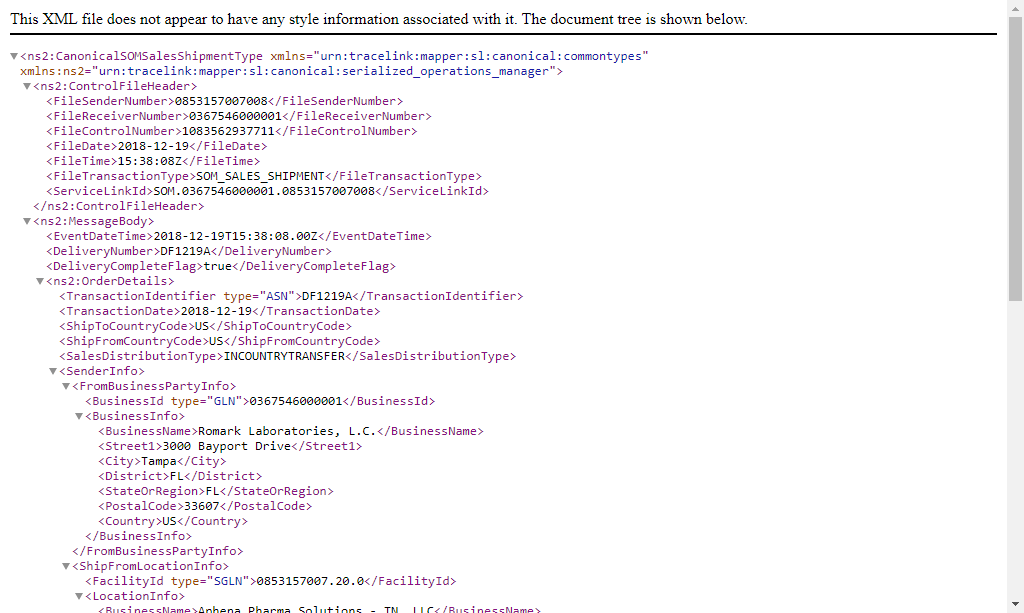 This XML file does not appear to have any style information associated with it. The document tree is shown below.
▼<ns2:CanonicalSOMSalesShipmentType xmlns="urn:tracelink:mapper:sl:canonical:commontypes"
xmlns:ns2="urn:tracelink:mapper:sl:canonical:serialized_operations_manager">
▼<ns2:ControlFileHeader>
<FileSenderNumber>0853157007008</FileSenderNumber>
<FileReceiverNumber>0367546000001</FileReceiverNumber>
<FileControlNumber>1083562937711</FileControlNumber>
<FileDate>2018-12-19</FileDate>
<FileTime>15:38:08Z</FileTime>
<FileTransactionType>SOM_SALES_SHIPMENT</FileTransactionType>
<ServiceLinkId>SOM.0367546000001.0853157007008</ServiceLinkId>
</ns2:ControlFileHeader>
▼<ns2:MessageBody>
<EventDateTime>2018-12-19T15:38:08.00Z</EventDateTime>
<DeliveryNumber>DF1219A</DeliveryNumber>
<DeliveryCompleteFlag>true</DeliveryCompleteFlag>
▼<ns2:OrderDetails>
<TransactionIdentifier type="ASN">DF1219A</TransactionIdentifier>
<TransactionDate>2018-12-19</TransactionDate>
<ShipToCountryCode>US</ShipToCountryCode>
<ShipFromCountryCode>US</ShipFromCountryCode>
<SalesDistributionType>INCOUNTRYTRANSFER</SalesDistributionType>
▼<SenderInfo>
▼<FromBusinessPartyInfo>
<BusinessId type="GLN">0367546000001</BusinessId>
▼<BusinessInfo>
<BusinessName>Romark Laboratories, L.C.</BusinessName>
<Street1>3000 Bayport Drive</Street1>
<City>Tampa</City>
<District>FL</District>
<StateOrRegion>FL</StateOrRegion>
<PostalCode>33607</PostalCode>
<Country>US</Country>
</BusinessInfo>
</FromBusinessPartyInfo>
▼<ShipFromLocationInfo>
<FacilityId type="SGLN">0853157007.20.0</FacilityId>
▼<LocationInfo>
<BusinessName>Anhena Pharma Solutions - TN, LLC</BusinessName>